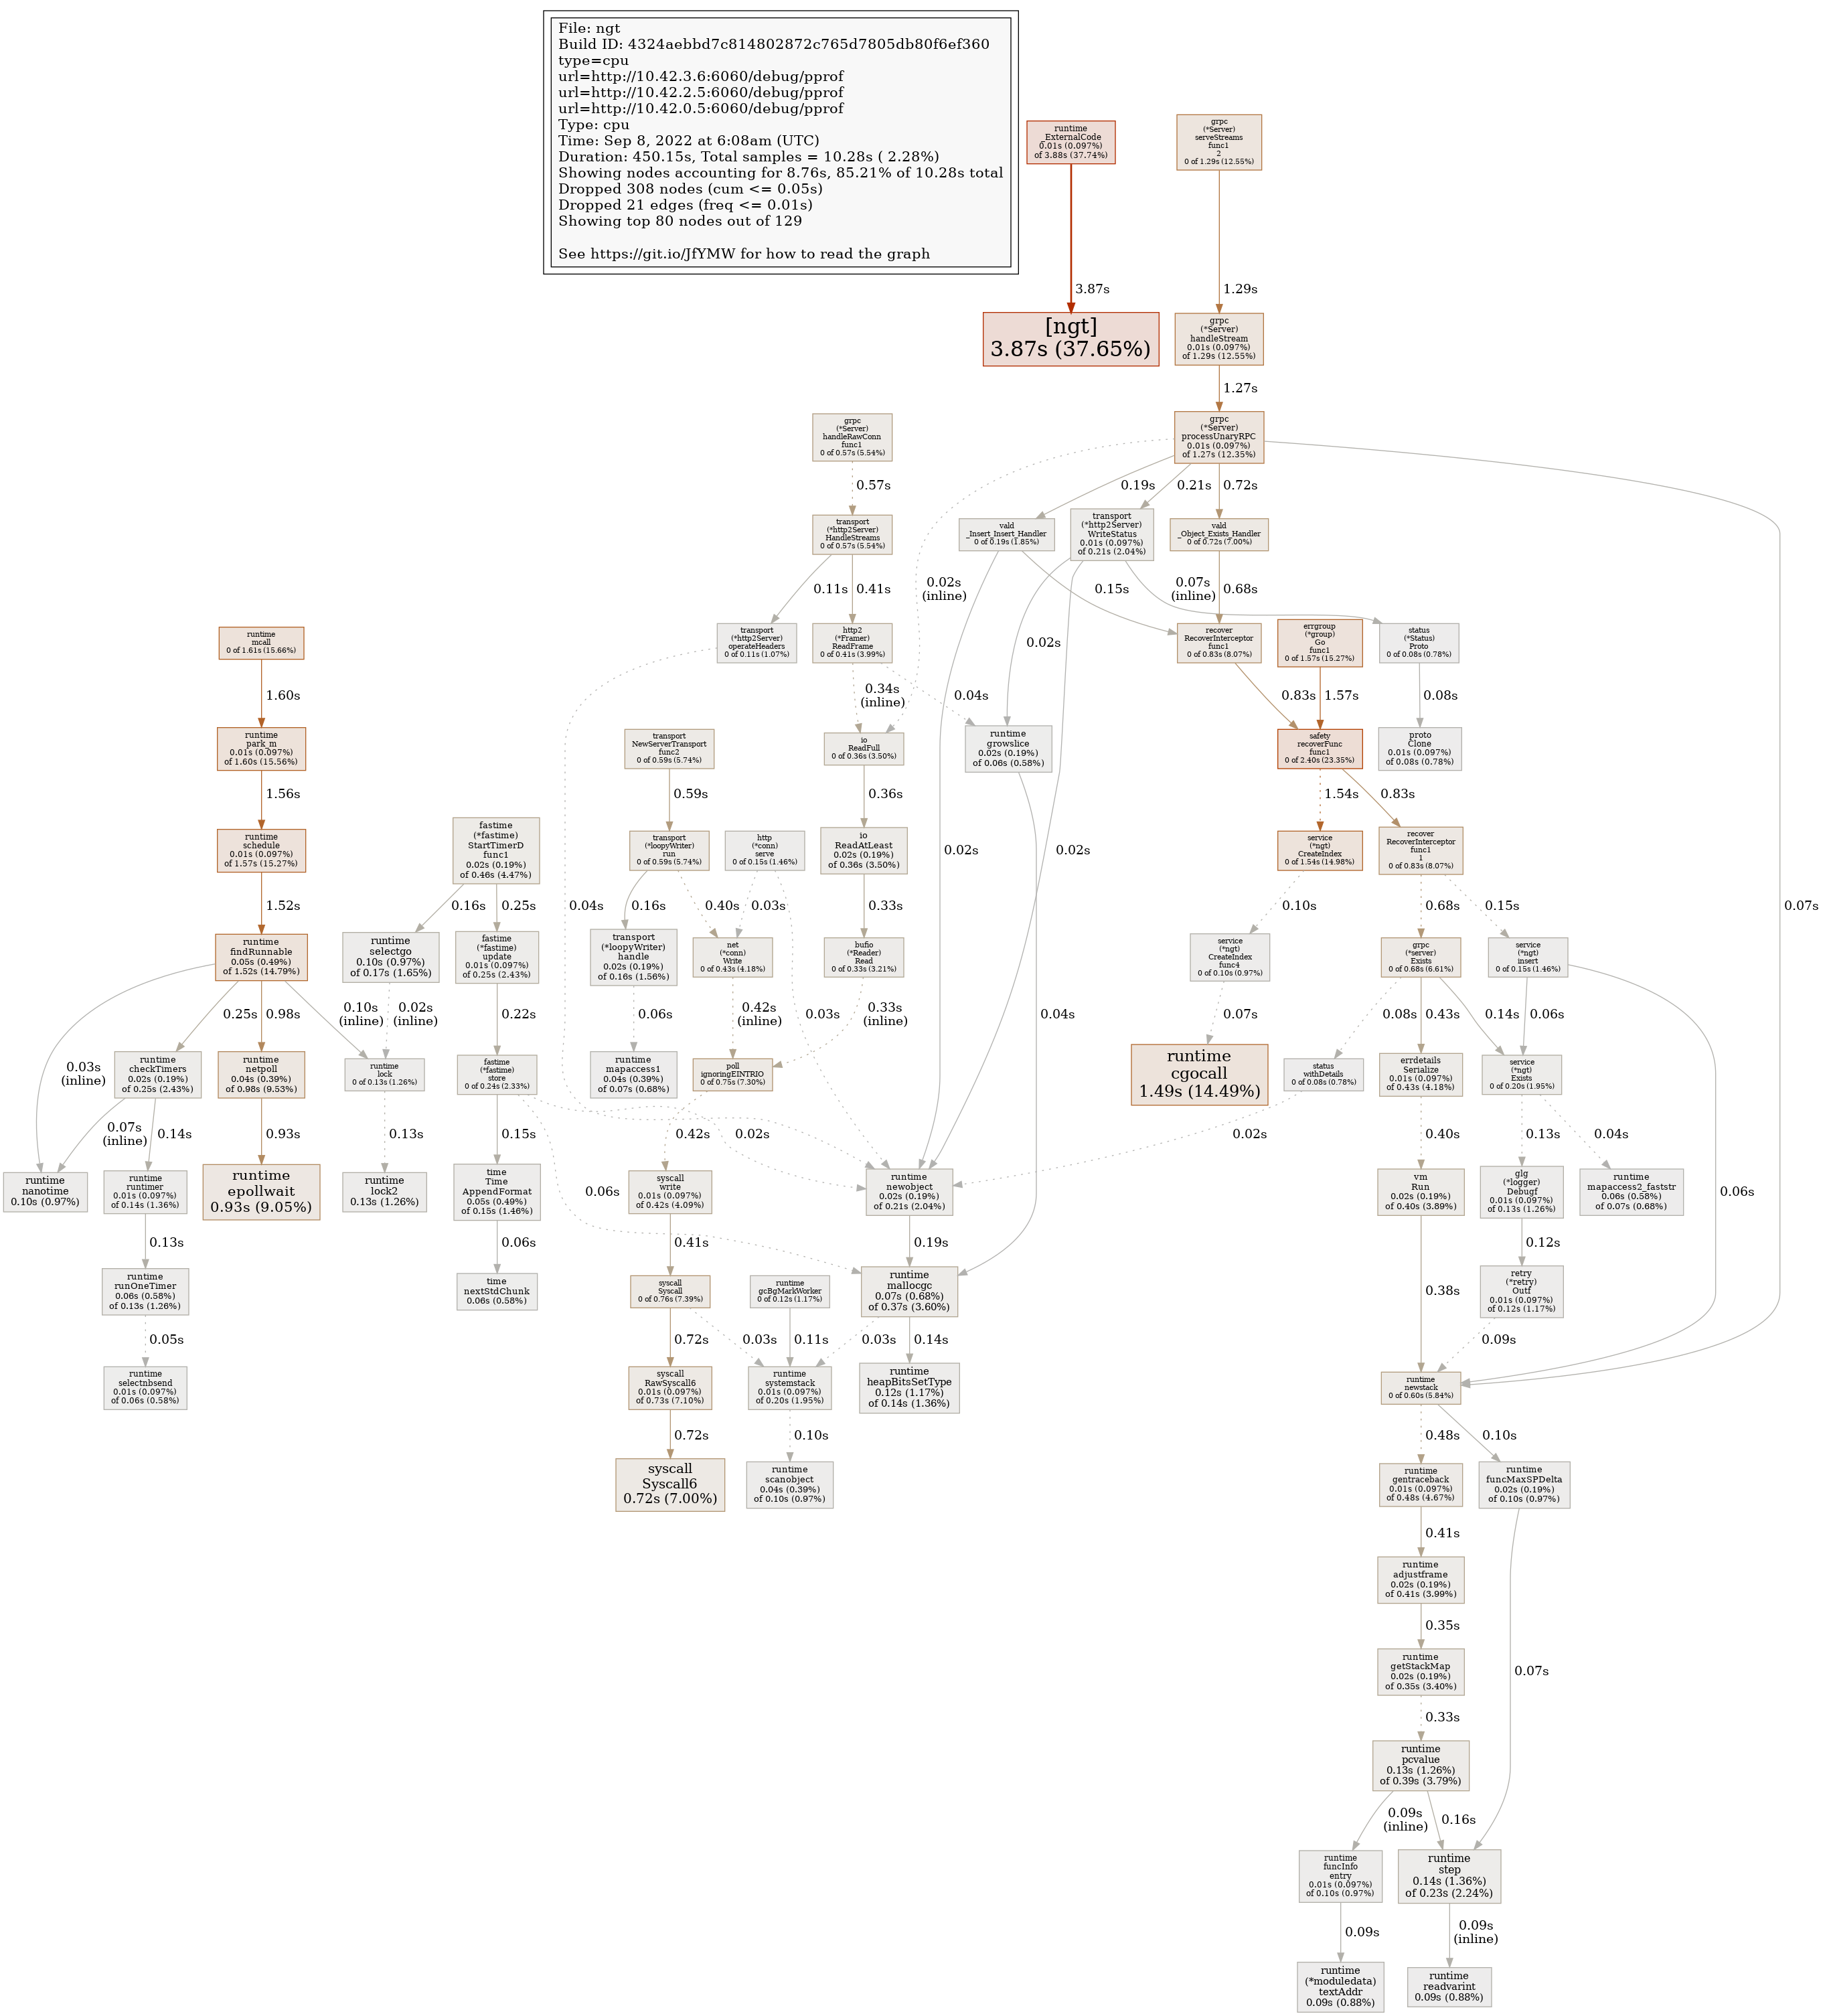 File: ngt
Build ID: 4324aebbd7c814802872c765d7805db80f6ef360
type=cpu
url=http://10.42.3.6:6060/debug/pprof
url=http://10.42.2.5:6060/debug/pprof
url=http://10.42.0.5:6060/debug/pprof
Type: cpu
Time: Sep 8, 2022 at 6:08am (UTC)
Duration: 450.15s, Total samples = 10.28s ( 2.28%)
Showing nodes accounting for 8.76s, 85.21% of 10.28s total
Dropped 308 nodes (cum <= 0.05s)
Dropped 21 edges (freq <= 0.01s)
Showing top 80 nodes out of 129
See https://git.io/JfYMW for how to read the graph
runtime
_ExternalCode
0.01s (0.097%)
of 3.88s (37.74%)
grpc
(*Server)
serveStreams
func1
2
0 of 1.29s (12.55%)
3.87s
1.29s
[ngt]
3.87s (37.65%)
grpc
(*Server)
handleStream
0.01s (0.097%)
of 1.29s (12.55%)
1.27s
grpc
(*Server)
handleRawConn
func1
0 of 0.57s (5.54%)
grpc
(*Server)
processUnaryRPC
0.01s (0.097%)
of 1.27s (12.35%)
0.57s
0.19s
0.21s
0.72s
transport
(*http2Server)
HandleStreams
0 of 0.57s (5.54%)
vald
_Insert_Insert_Handler
0 of 0.19s (1.85%)
transport
(*http2Server)
WriteStatus
0.01s (0.097%)
of 0.21s (2.04%)
vald
_Object_Exists_Handler
0 of 0.72s (7.00%)
0.11s
0.41s
0.02s
(inline)
0.15s
0.07s
(inline)
0.68s
runtime
mcall
0 of 1.61s (15.66%)
transport
(*http2Server)
operateHeaders
0 of 0.11s (1.07%)
http2
(*Framer)
ReadFrame
0 of 0.41s (3.99%)
0.02s
recover
RecoverInterceptor
func1
0 of 0.83s (8.07%)
errgroup
(*group)
Go
func1
0 of 1.57s (15.27%)
status
(*Status)
Proto
0 of 0.08s (0.78%)
1.60s
0.34s
(inline)
0.04s
0.83s
1.57s
0.08s
runtime
park_m
0.01s (0.097%)
of 1.60s (15.56%)
transport
NewServerTransport
func2
0 of 0.59s (5.74%)
io
ReadFull
0 of 0.36s (3.50%)
runtime
growslice
0.02s (0.19%)
of 0.06s (0.58%)
safety
recoverFunc
func1
0 of 2.40s (23.35%)
proto
Clone
0.01s (0.097%)
of 0.08s (0.78%)
1.56s
0.59s
0.36s
1.54s
0.83s
runtime
schedule
0.01s (0.097%)
of 1.57s (15.27%)
fastime
(*fastime)
StartTimerD
func1
0.02s (0.19%)
of 0.46s (4.47%)
transport
(*loopyWriter)
run
0 of 0.59s (5.74%)
http
(*conn)
serve
0 of 0.15s (1.46%)
io
ReadAtLeast
0.02s (0.19%)
of 0.36s (3.50%)
0.02s
0.02s
service
(*ngt)
CreateIndex
0 of 1.54s (14.98%)
recover
RecoverInterceptor
func1
1
0 of 0.83s (8.07%)
1.52s
0.16s
0.25s
0.04s
0.16s
0.40s
0.03s
0.33s
0.10s
0.68s
0.15s
0.07s
runtime
findRunnable
0.05s (0.49%)
of 1.52s (14.79%)
runtime
selectgo
0.10s (0.97%)
of 0.17s (1.65%)
fastime
(*fastime)
update
0.01s (0.097%)
of 0.25s (2.43%)
transport
(*loopyWriter)
handle
0.02s (0.19%)
of 0.16s (1.56%)
net
(*conn)
Write
0 of 0.43s (4.18%)
bufio
(*Reader)
Read
0 of 0.33s (3.21%)
service
(*ngt)
CreateIndex
func4
0 of 0.10s (0.97%)
grpc
(*server)
Exists
0 of 0.68s (6.61%)
service
(*ngt)
insert
0 of 0.15s (1.46%)
0.25s
0.98s
0.10s
(inline)
0.02s
(inline)
0.22s
0.06s
0.42s
(inline)
0.03s
0.33s
(inline)
0.04s
0.07s
0.08s
0.43s
0.14s
0.06s
0.03s
(inline)
runtime
checkTimers
0.02s (0.19%)
of 0.25s (2.43%)
runtime
netpoll
0.04s (0.39%)
of 0.98s (9.53%)
runtime
lock
0 of 0.13s (1.26%)
fastime
(*fastime)
store
0 of 0.24s (2.33%)
runtime
mapaccess1
0.04s (0.39%)
of 0.07s (0.68%)
poll
ignoringEINTRIO
0 of 0.75s (7.30%)
runtime
cgocall
1.49s (14.49%)
status
withDetails
0 of 0.08s (0.78%)
errdetails
Serialize
0.01s (0.097%)
of 0.43s (4.18%)
service
(*ngt)
Exists
0 of 0.20s (1.95%)
0.07s
(inline)
0.14s
0.93s
0.13s
0.15s
0.42s
0.02s
0.02s
0.40s
0.13s
0.04s
runtime
nanotime
0.10s (0.97%)
runtime
runtimer
0.01s (0.097%)
of 0.14s (1.36%)
runtime
epollwait
0.93s (9.05%)
runtime
lock2
0.13s (1.26%)
time
Time
AppendFormat
0.05s (0.49%)
of 0.15s (1.46%)
0.06s
syscall
write
0.01s (0.097%)
of 0.42s (4.09%)
runtime
newobject
0.02s (0.19%)
of 0.21s (2.04%)
vm
Run
0.02s (0.19%)
of 0.40s (3.89%)
glg
(*logger)
Debugf
0.01s (0.097%)
of 0.13s (1.26%)
runtime
mapaccess2_faststr
0.06s (0.58%)
of 0.07s (0.68%)
0.06s
0.13s
0.06s
0.41s
0.19s
0.12s
runtime
runOneTimer
0.06s (0.58%)
of 0.13s (1.26%)
time
nextStdChunk
0.06s (0.58%)
syscall
Syscall
0 of 0.76s (7.39%)
runtime
gcBgMarkWorker
0 of 0.12s (1.17%)
runtime
mallocgc
0.07s (0.68%)
of 0.37s (3.60%)
0.38s
retry
(*retry)
Outf
0.01s (0.097%)
of 0.12s (1.17%)
0.05s
0.72s
0.03s
0.11s
0.03s
0.14s
0.09s
runtime
selectnbsend
0.01s (0.097%)
of 0.06s (0.58%)
syscall
RawSyscall6
0.01s (0.097%)
of 0.73s (7.10%)
runtime
systemstack
0.01s (0.097%)
of 0.20s (1.95%)
runtime
heapBitsSetType
0.12s (1.17%)
of 0.14s (1.36%)
runtime
newstack
0 of 0.60s (5.84%)
0.72s
0.10s
0.48s
0.10s
syscall
Syscall6
0.72s (7.00%)
runtime
scanobject
0.04s (0.39%)
of 0.10s (0.97%)
runtime
gentraceback
0.01s (0.097%)
of 0.48s (4.67%)
runtime
funcMaxSPDelta
0.02s (0.19%)
of 0.10s (0.97%)
0.41s
runtime
adjustframe
0.02s (0.19%)
of 0.41s (3.99%)
0.35s
runtime
getStackMap
0.02s (0.19%)
of 0.35s (3.40%)
0.07s
0.33s
runtime
pcvalue
0.13s (1.26%)
of 0.39s (3.79%)
0.09s
(inline)
0.16s
runtime
funcInfo
entry
0.01s (0.097%)
of 0.10s (0.97%)
runtime
step
0.14s (1.36%)
of 0.23s (2.24%)
0.09s
0.09s
(inline)
runtime
(*moduledata)
textAddr
0.09s (0.88%)
runtime
readvarint
0.09s (0.88%)